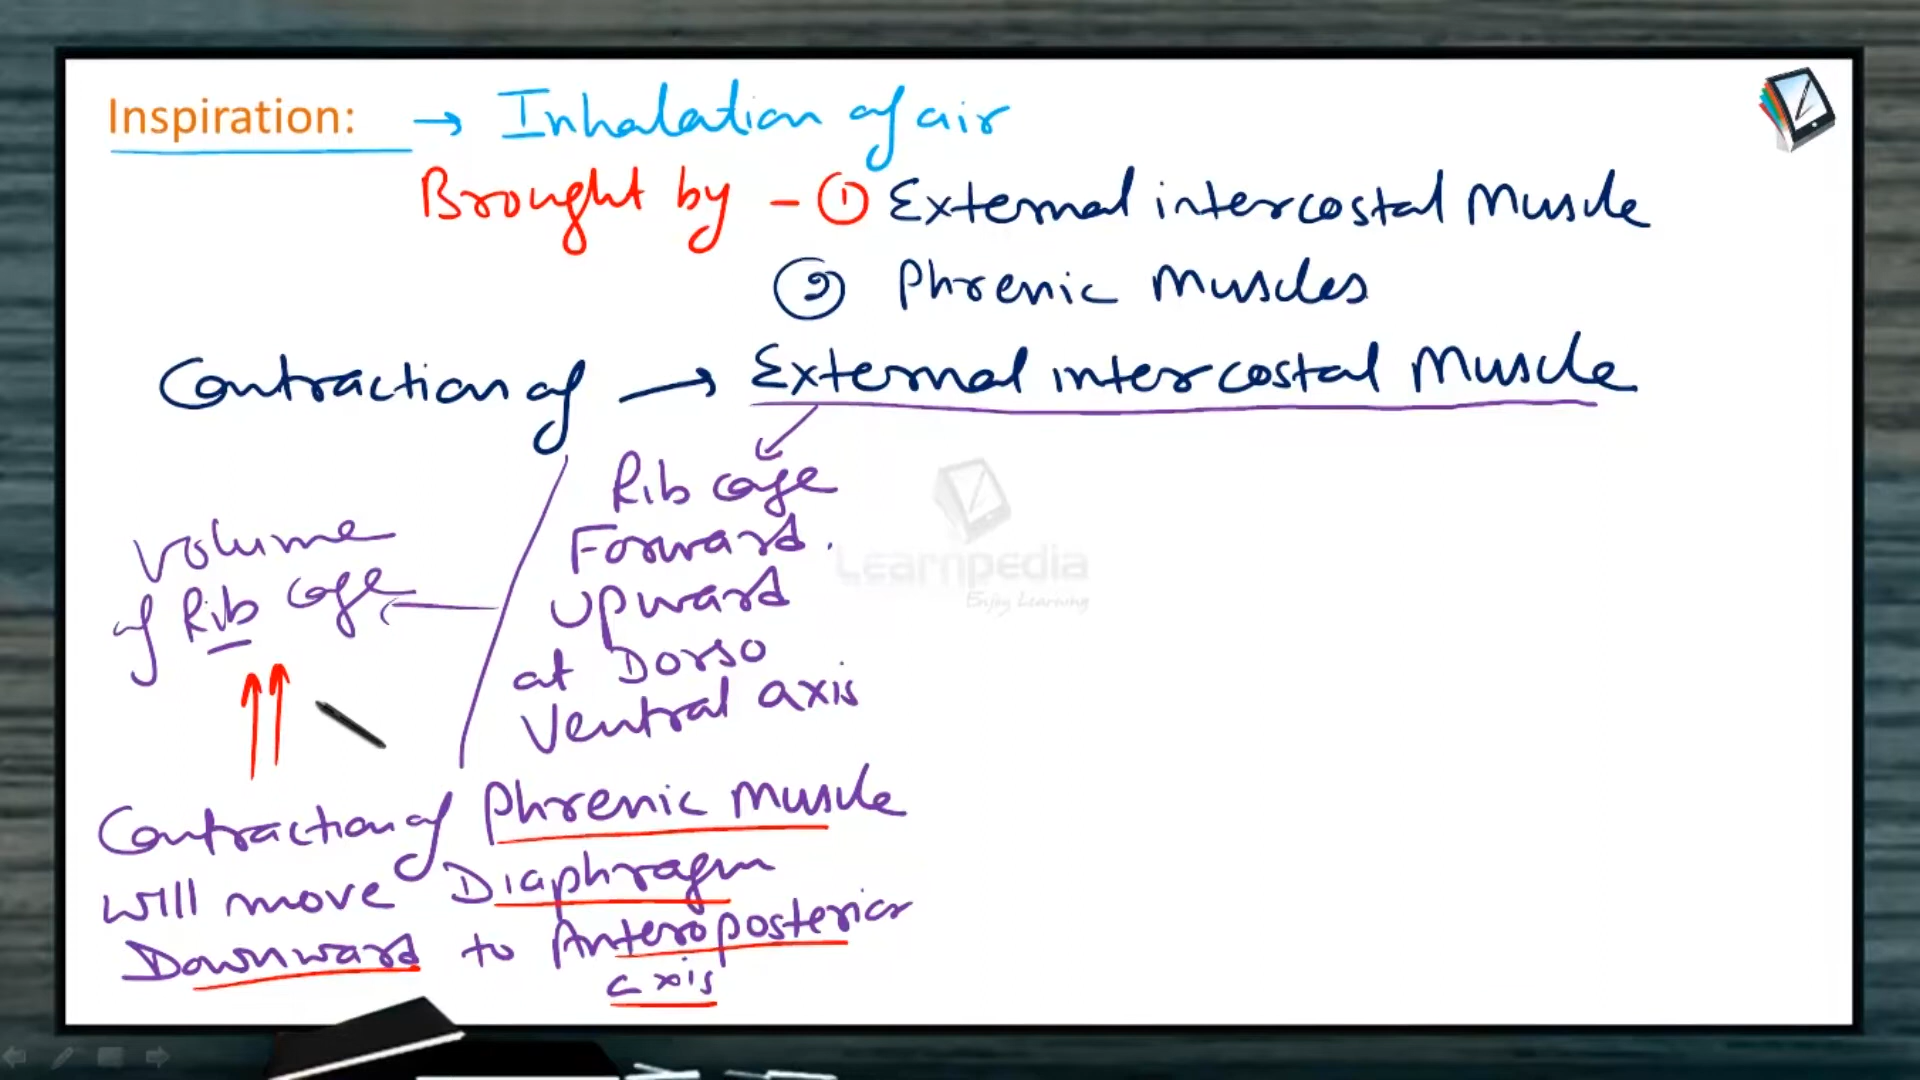 Inspiration: → Inhalation of air
Brought by - ① External intercostal Muscle
② Phrenic Muscles
Contraction of → External intercostal Muscle
Rib cage
Forward.
Upward
at Dorso
Ventral axis
Volume
of Rib cage
Contraction of Phrenic Muscle
will move Diaphragm
Downward to Anteroposterior
axis
Learnpedia
Enjoy Learning